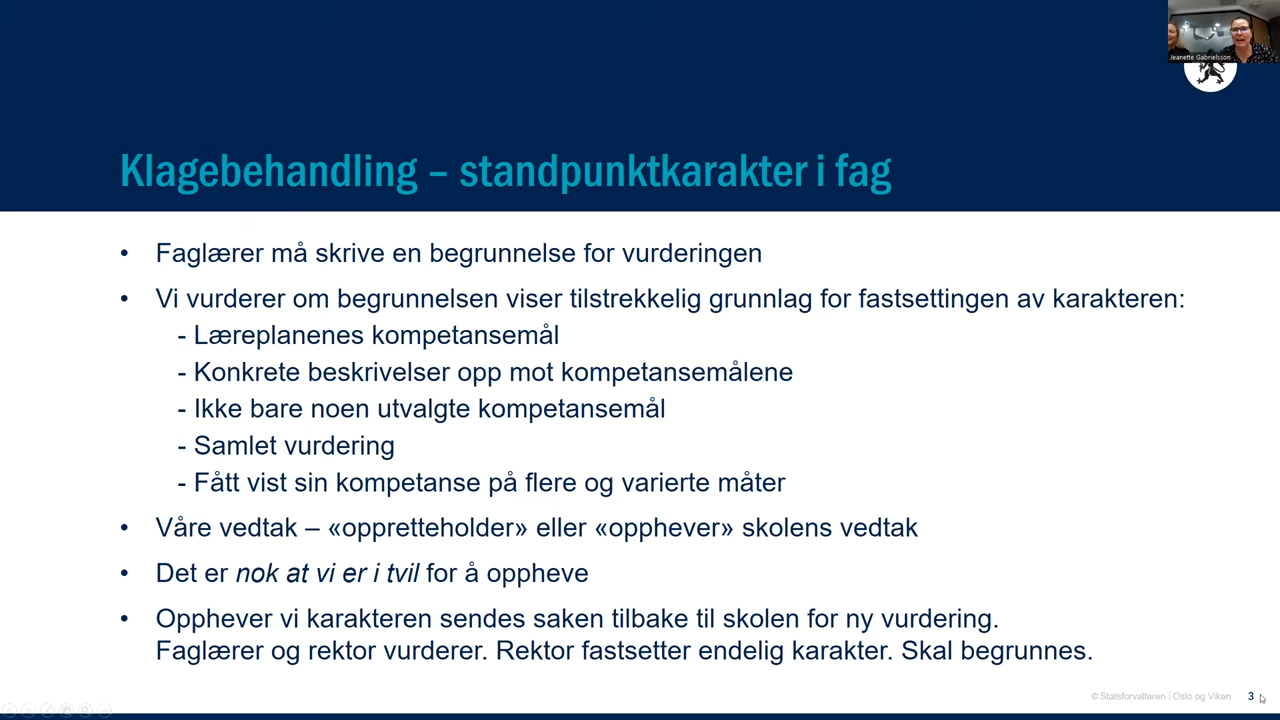 Jeanette Gabrielsson
Klagebehandling – standpunktkarakter i fag
• Faglærer må skrive en begrunnelse for vurderingen
• Vi vurderer om begrunnelsen viser tilstrekkelig grunnlag for fastsettingen av karakteren:
- Læreplanenes kompetansemål
- Konkrete beskrivelser opp mot kompetansemålene
- Ikke bare noen utvalgte kompetansemål
- Samlet vurdering
- Fått vist sin kompetanse på flere og varierte måter
• Våre vedtak – «opprettholder» eller «opphever» skolens vedtak
• Det er nok at vi er i tvil for å oppheve
• Opphever vi karakteren sendes saken tilbake til skolen for ny vurdering.
Faglærer og rektor vurderer. Rektor fastsetter endelig karakter. Skal begrunnes.
© Statsforvalteren i Oslo og Viken 3